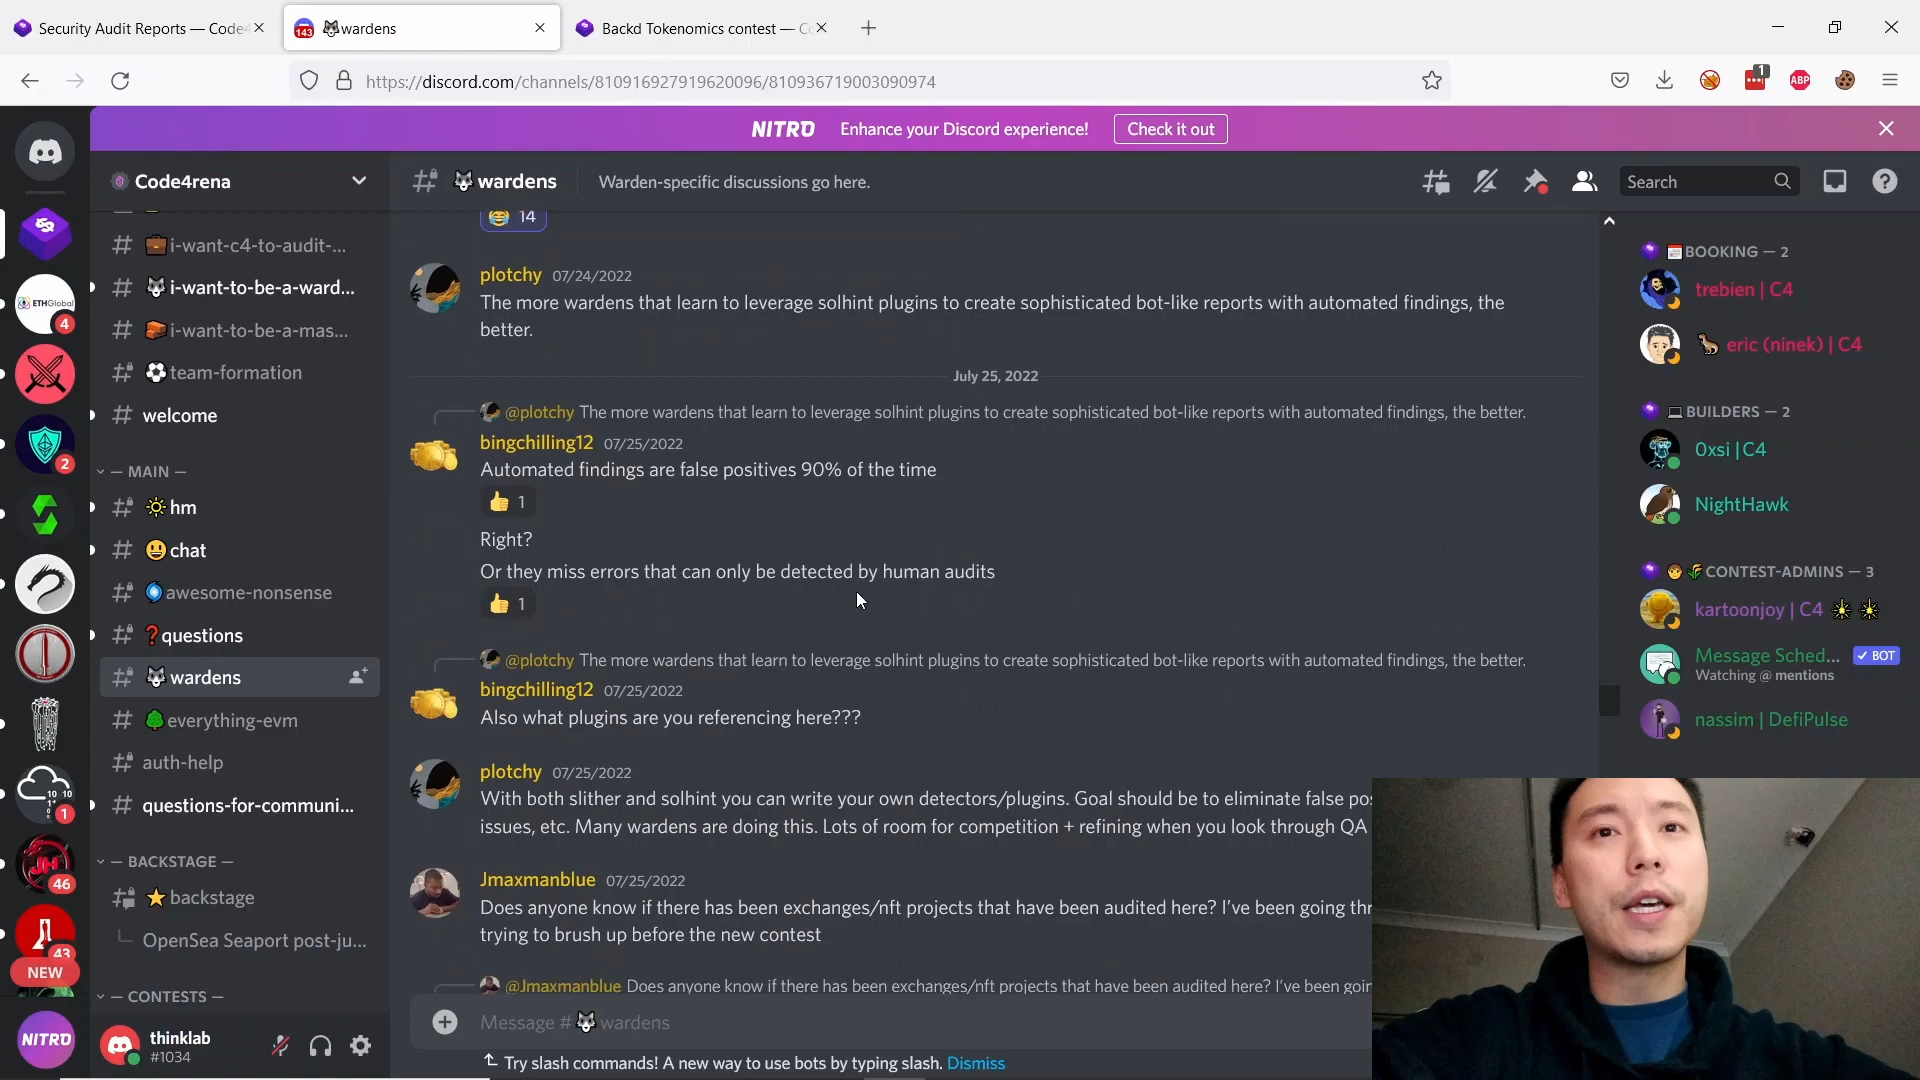 Security Audit Reports — Code4
143
wardens
Backd Tokenomics contest — Co
https://discord.com/channels/810916927919620096/810936719003090974
1
ABP
NITRO
Enhance your Discord experience!
Check it out
Code4rena
wardens
Warden-specific discussions go here.
Search
ETHGlobal
4
2
1
46
43
NEW
NITRO
i-want-c4-to-audit-...
i-want-to-be-a-ward...
i-want-to-be-a-mas...
team-formation
welcome
— MAIN —
hm
chat
awesome-nonsense
questions
wardens
everything-evm
auth-help
questions-for-communi...
— BACKSTAGE —
backstage
OpenSea Seaport post-ju...
— CONTESTS —
thinklab
#1034
14
plotchy 07/24/2022
The more wardens that learn to leverage solhint plugins to create sophisticated bot-like reports with automated findings, the
better.
July 25, 2022
@plotchy The more wardens that learn to leverage solhint plugins to create sophisticated bot-like reports with automated findings, the better.
bingchilling12 07/25/2022
Automated findings are false positives 90% of the time
1
Right?
Or they miss errors that can only be detected by human audits
1
@plotchy The more wardens that learn to leverage solhint plugins to create sophisticated bot-like reports with automated findings, the better.
bingchilling12 07/25/2022
Also what plugins are you referencing here???
plotchy 07/25/2022
With both slither and solhint you can write your own detectors/plugins. Goal should be to eliminate false pos
issues, etc. Many wardens are doing this. Lots of room for competition + refining when you look through QA
Jmaxmanblue 07/25/2022
Does anyone know if there has been exchanges/nft projects that have been audited here? I've been going thr
trying to brush up before the new contest
@Jmaxmanblue Does anyone know if there has been exchanges/nft projects that have been audited here? I've been goin
Message # wardens
Try slash commands! A new way to use bots by typing slash. Dismiss
BOOKING — 2
trebien | C4
eric (ninek) | C4
BUILDERS — 2
0xsi | C4
NightHawk
CONTEST-ADMINS — 3
kartoonjoy | C4
Message Sched... BOT
Watching @ mentions
nassim | DefiPulse